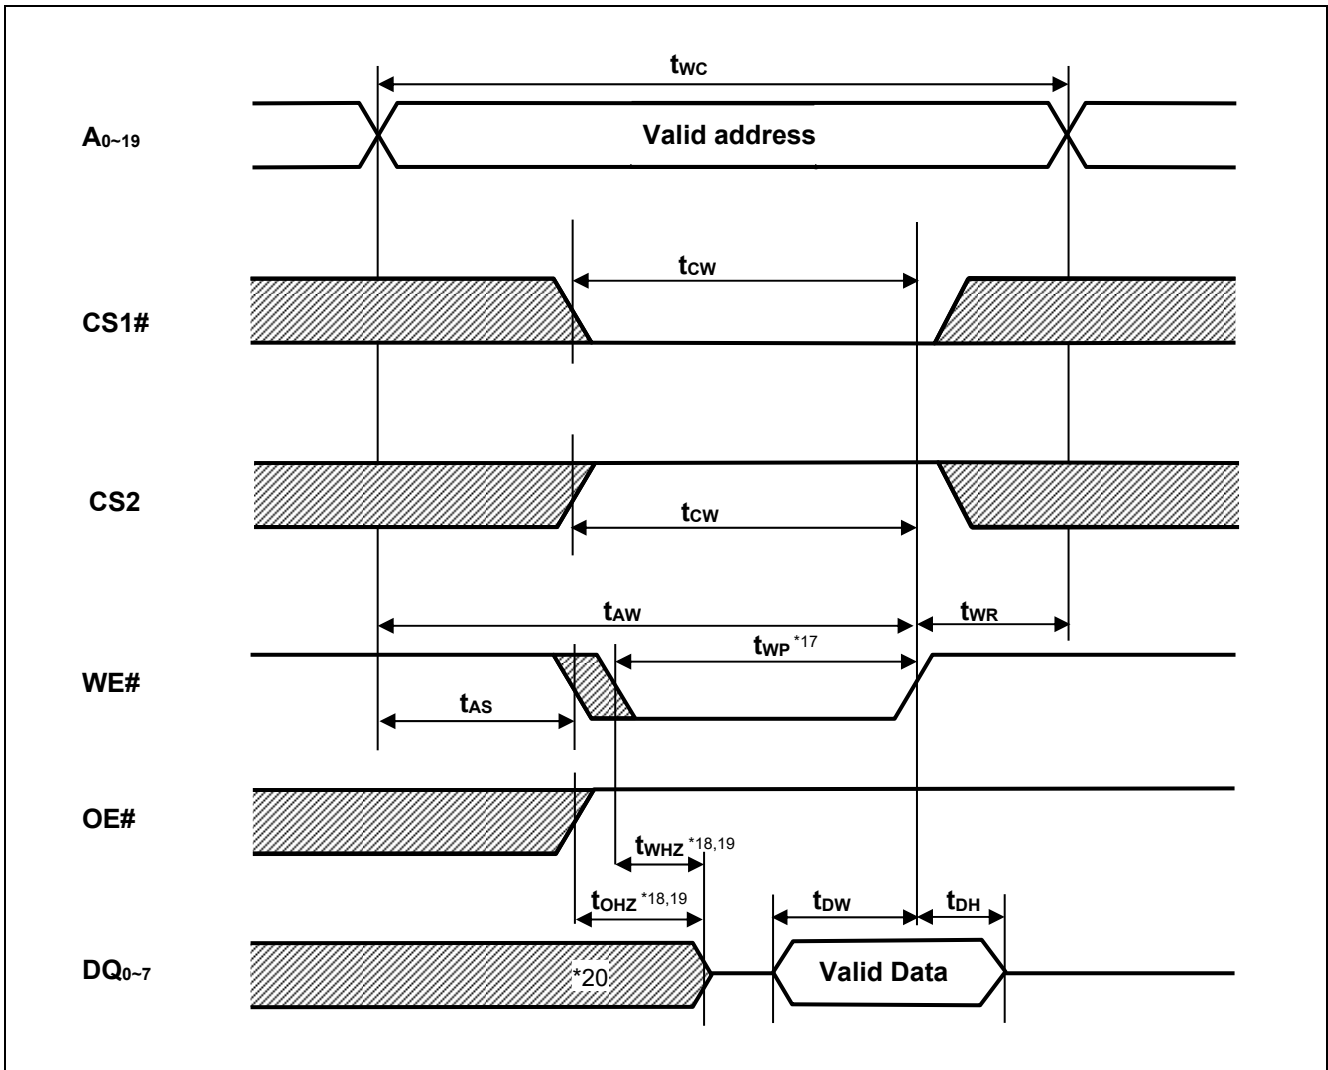 tWC
A0~19
Valid address
tCW
CS1#
CS2
tCW
tAW
tWR
tWP *17
WE#
tAS
OE#
tWHZ *18,19
tOHZ *18,19
tDW
tDH
DQ0~7
*20
Valid Data